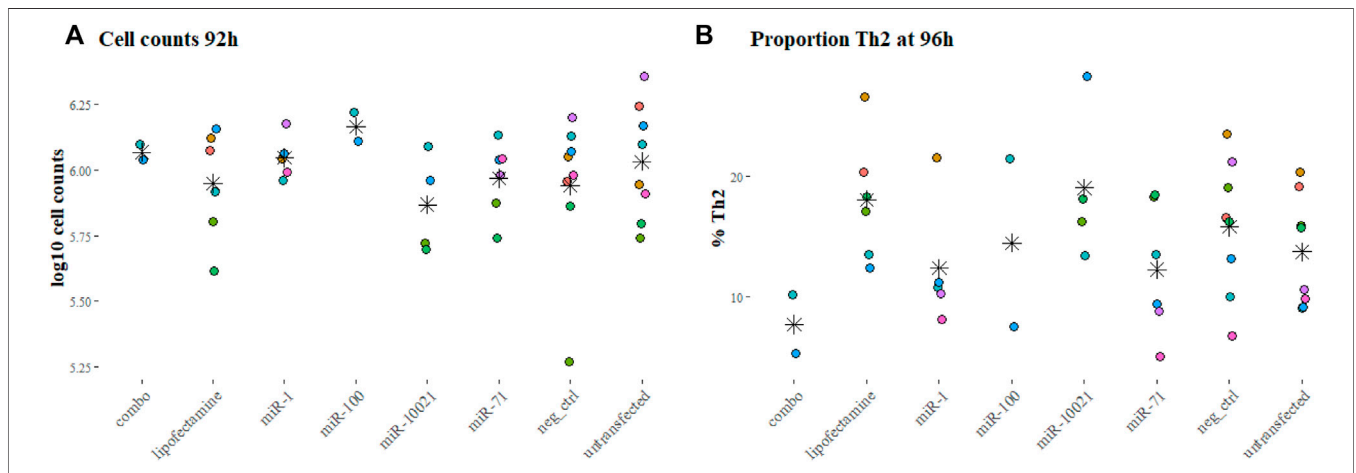 A Cell counts 92h
log10 cell counts
6.25
6.00
5.75
5.50
5.25
combo
lipofectamine
miR-1
miR-100
miR-10021
miR-71
neg_ctrl
untransfected
B Proportion Th2 at 96h
% Th2
20
10
combo
lipofectamine
miR-1
miR-100
miR-10021
miR-71
neg_ctrl
untransfected